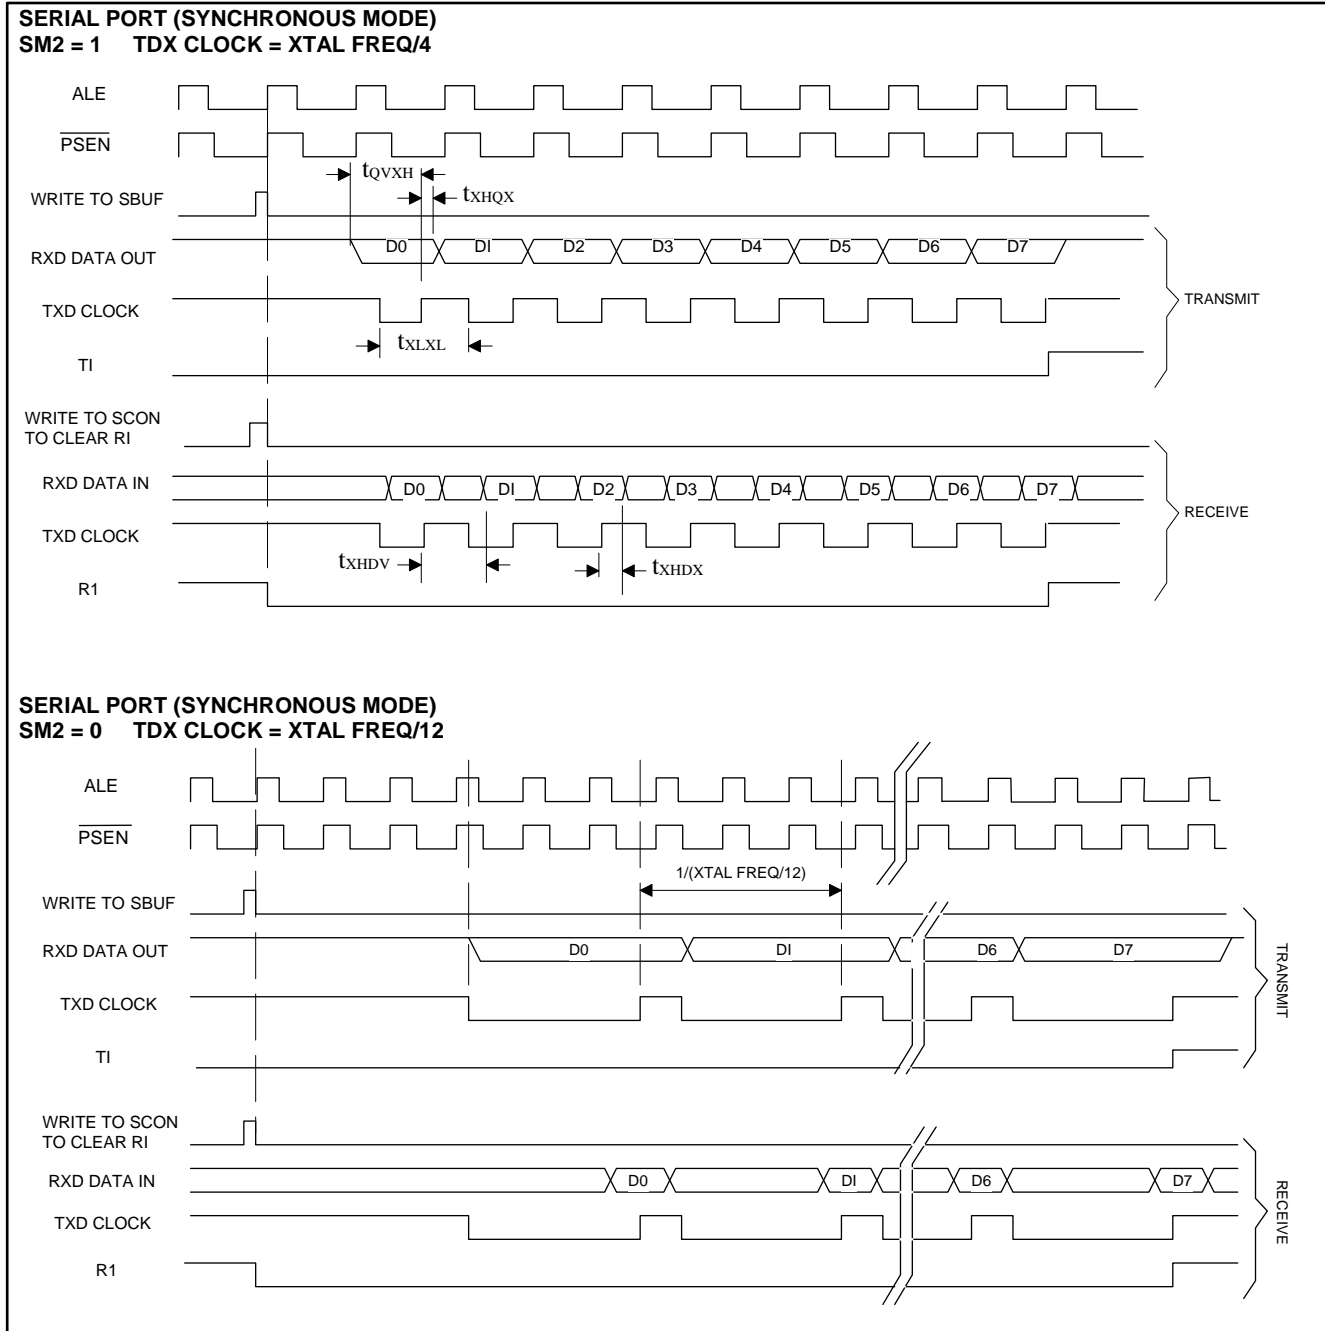 SERIAL PORT (SYNCHRONOUS MODE)
SM2 = 1 TDX CLOCK = XTAL FREQ/4
ALE
PSEN
tQVXH
tXHQX
WRITE TO SBUF
RXD DATA OUT
D0 DI D2 D3 D4 D5 D6 D7
TXD CLOCK
TRANSMIT
tXLXL
TI
WRITE TO SCON
TO CLEAR RI
RXD DATA IN
D0 DI D2 D3 D4 D5 D6 D7
RECEIVE
TXD CLOCK
tXHDV
tXHDX
R1
SERIAL PORT (SYNCHRONOUS MODE)
SM2 = 0 TDX CLOCK = XTAL FREQ/12
ALE
PSEN
1/(XTAL FREQ/12)
WRITE TO SBUF
RXD DATA OUT
D0 DI D6 D7
TRANSMIT
TXD CLOCK
TI
WRITE TO SCON
TO CLEAR RI
RXD DATA IN
D0 DI D6 D7
RECEIVE
TXD CLOCK
R1